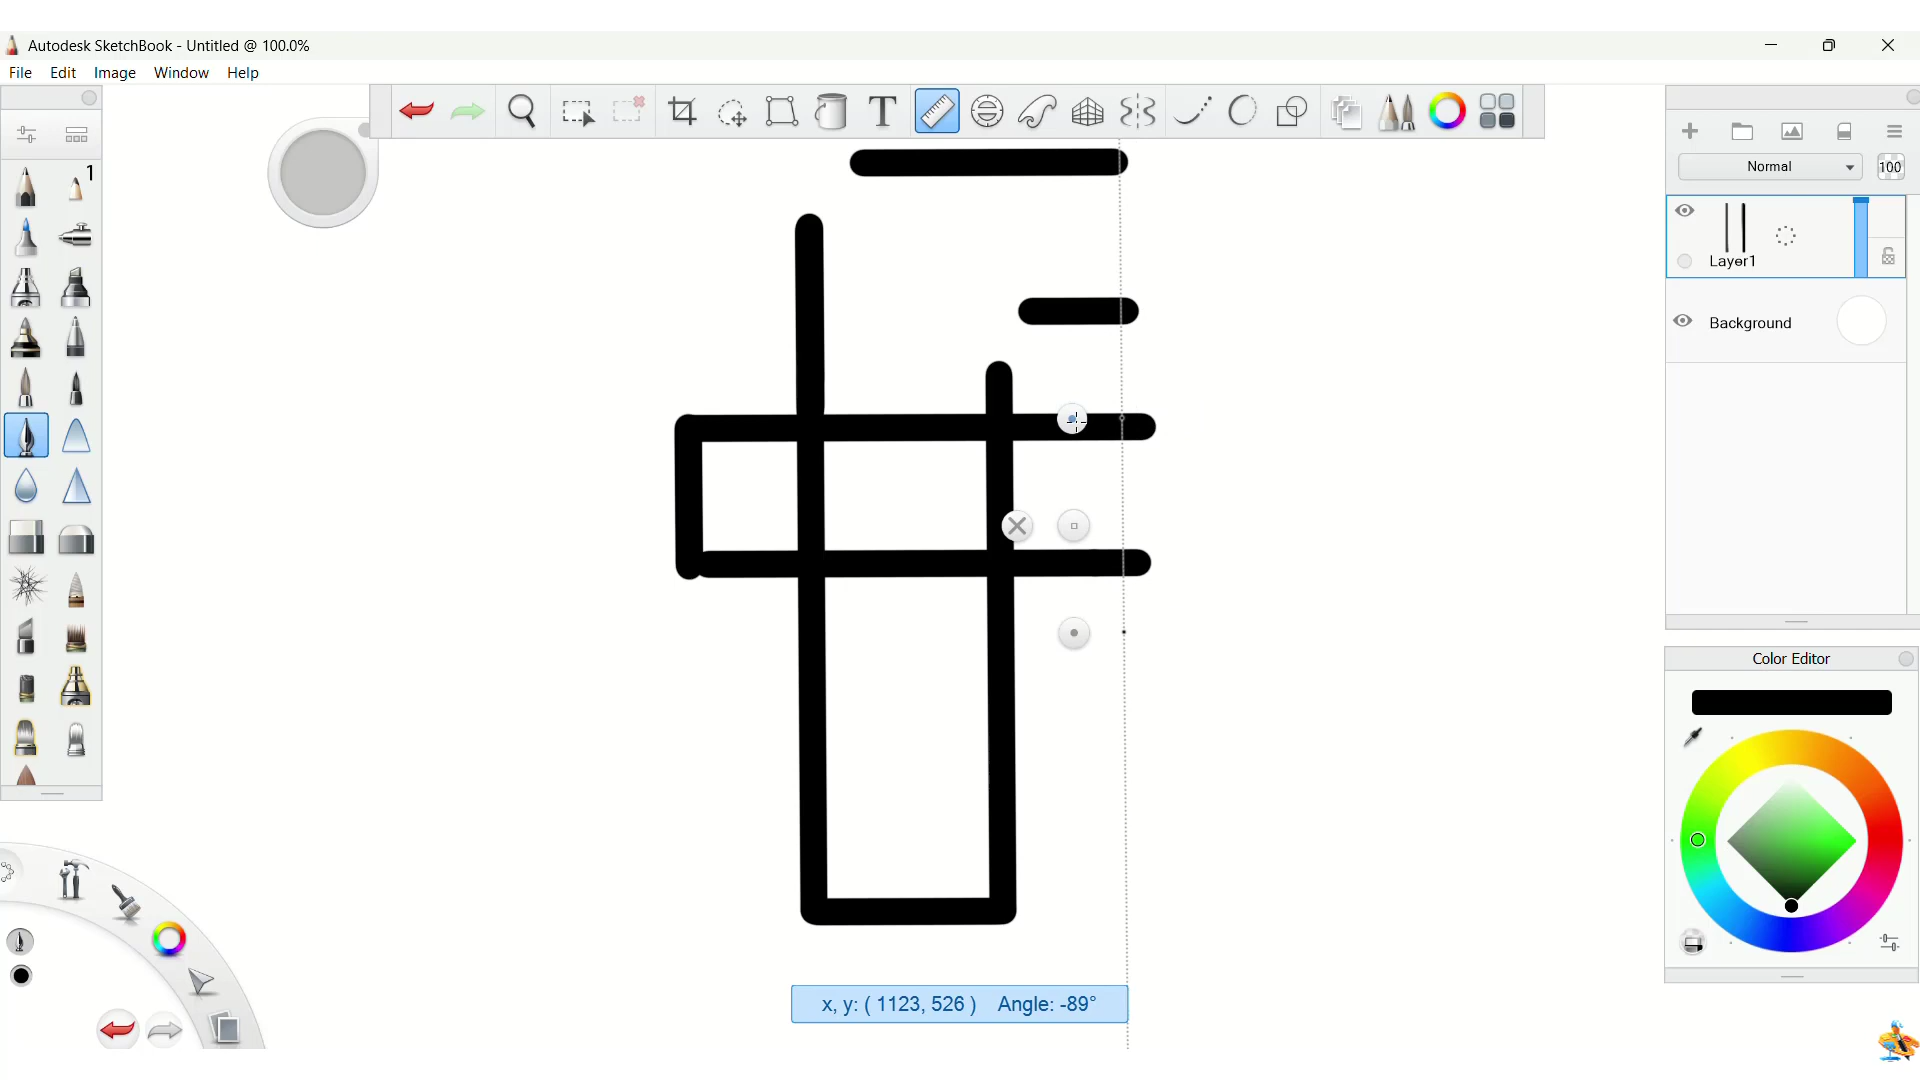 Autodesk SketchBook - Untitled @ 100.0%
File Edit Image Window Help
T
1
Normal 100
Layer1
Background
Color Editor
x, y: ( 1123, 526 ) Angle: -89°